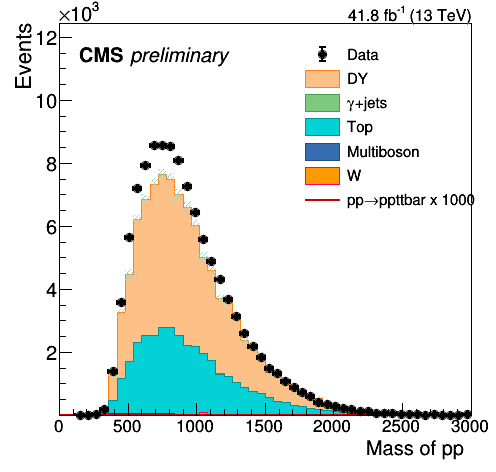 ×10³
41.8 fb⁻¹ (13 TeV)
Events
CMS preliminary
Data
DY
γ+jets
Top
Multiboson
W
pp→ppttbar x 1000
12
10
8
6
4
2
0
0 500 1000 1500 2000 2500 3000
Mass of pp